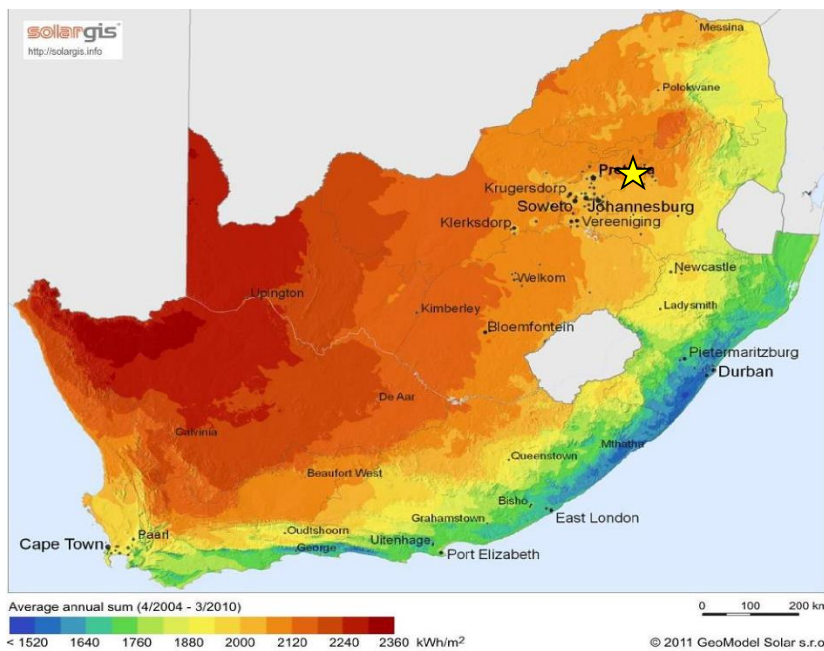 solargis
http://solargis.info
Messina
Polokwane
Krugersdorp
Soweto
Johannesburg
Klerksdorp
Vereeniging
Welkom
Newcastle
Upington
Kimberley
Ladysmith
Bloemfontein
Pietermaritzburg
Durban
De Aar
Calvinia
Mthatha
Queenstown
Beaufort West
Bisho
Grahamstown
East London
Oudtshoorn
Cape Town
Paarl
George
Uitenhage
Port Elizabeth
Average annual sum (4/2004 - 3/2010)
0 100 200 km
< 1520 1640 1760 1880 2000 2120 2240 2360 kWh/m²
© 2011 GeoModel Solar s.r.o